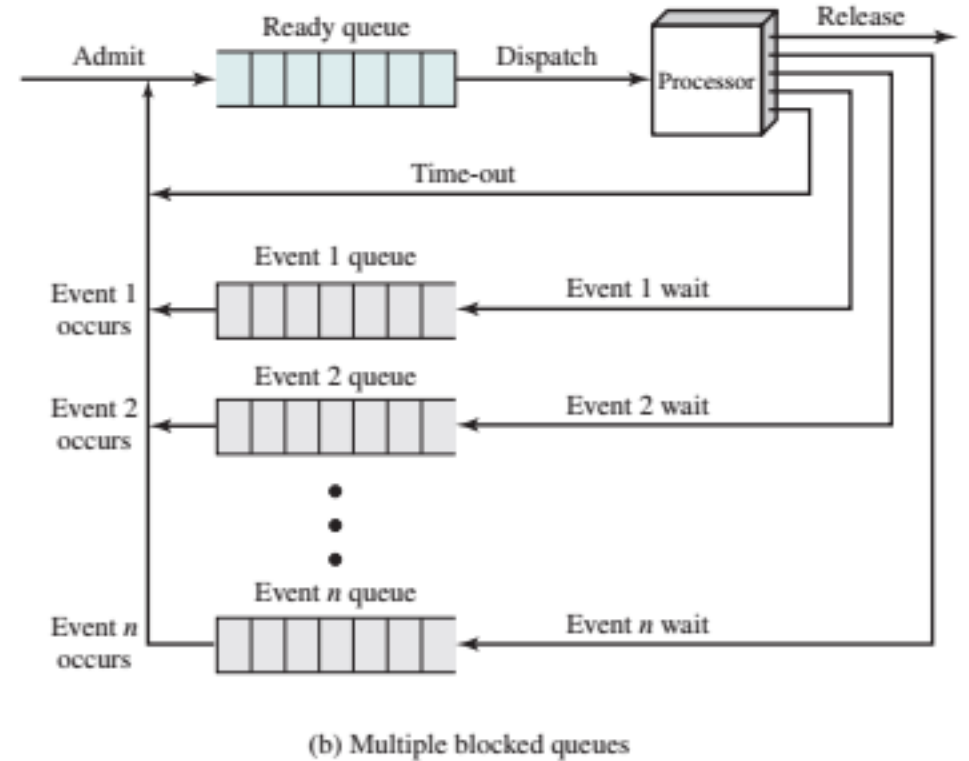 Release
Ready queue
Admit
Dispatch
Processor
Time-out
Event 1 queue
Event 1
occurs
Event 1 wait
Event 2 queue
Event 2
occurs
Event 2 wait
Event n queue
Event n
occurs
Event n wait
(b) Multiple blocked queues